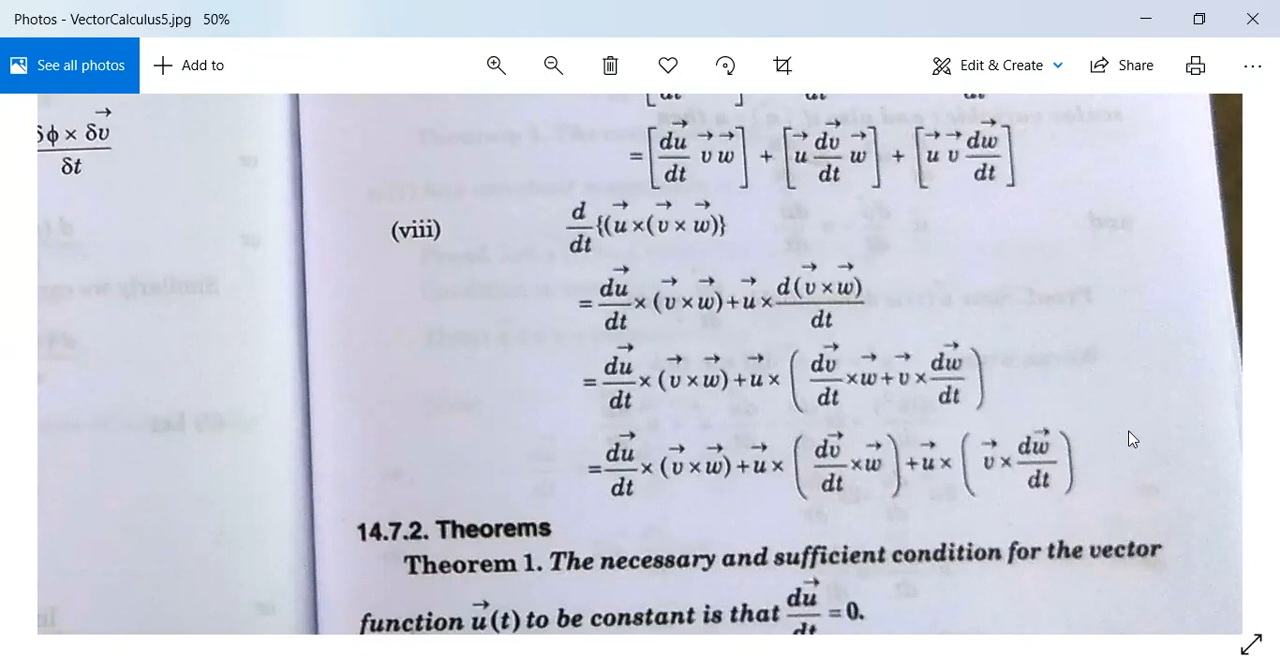 Photos - VectorCalculus5.jpg 50%
See all photos
Add to
Edit & Create
Share
δϕ × δv⃗ / δt
= [du⃗/dt v⃗ w⃗] + [u⃗ dv⃗/dt w⃗] + [u⃗ v⃗ dw⃗/dt]
(viii) d/dt {(u⃗ × (v⃗ × w⃗)}
= du⃗/dt × (v⃗ × w⃗) + u⃗ × d(v⃗ × w⃗)/dt
= du⃗/dt × (v⃗ × w⃗) + u⃗ × (dv⃗/dt × w⃗ + v⃗ × dw⃗/dt)
= du⃗/dt × (v⃗ × w⃗) + u⃗ × (dv⃗/dt × w⃗) + u⃗ × (v⃗ × dw⃗/dt)
14.7.2. Theorems
Theorem 1. The necessary and sufficient condition for the vector
function u⃗(t) to be constant is that du⃗/dt = 0.